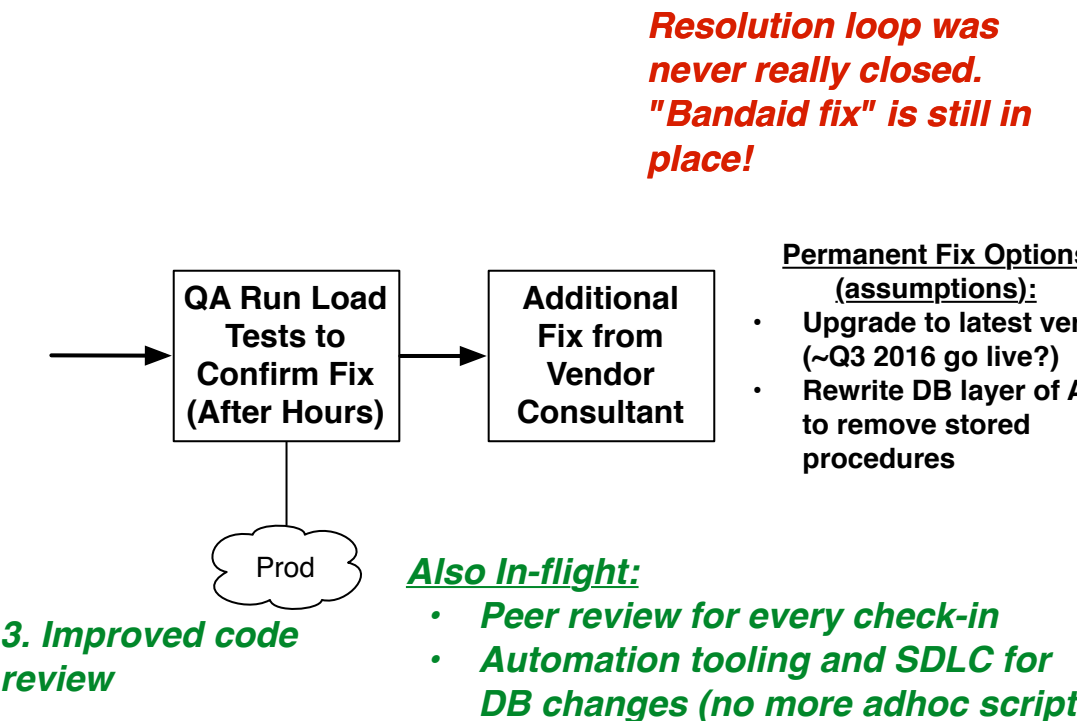 Resolution loop was
never really closed.
"Bandaid fix" is still in
place!
QA Run Load
Tests to
Confirm Fix
(After Hours)
Additional
Fix from
Vendor
Consultant
Permanent Fix Options
(assumptions):
• Upgrade to latest
(~Q3 2016 go live?)
• Rewrite DB layer of
to remove stored
procedures
Prod
3. Improved code
review
Also In-flight:
• Peer review for every check-in
• Automation tooling and SDLC for
DB changes (no more adhoc script